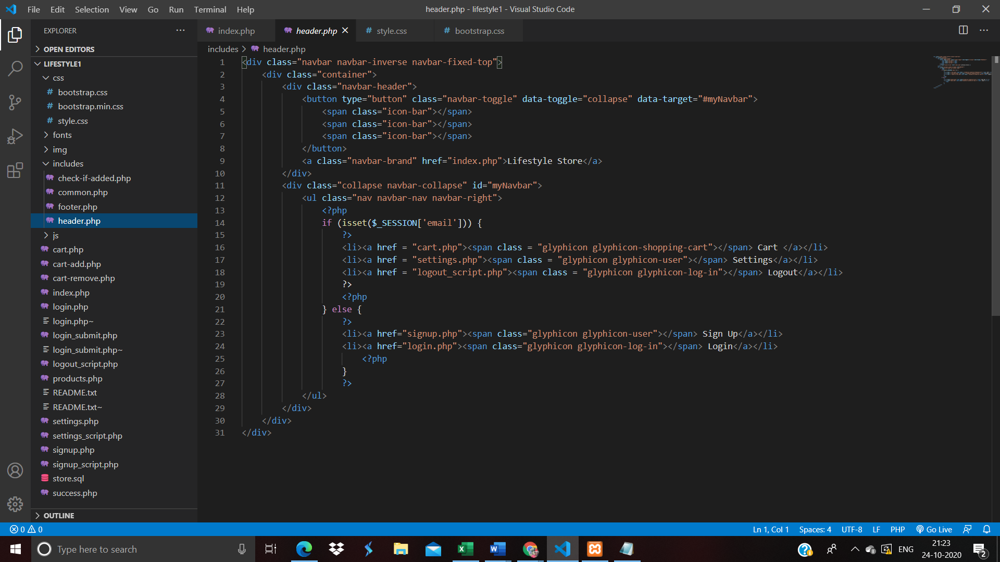 File Edit Selection View Go Run Terminal Help
header.php - lifestyle1 - Visual Studio Code
EXPLORER
index.php
header.php
# style.css
# bootstrap.css
OPEN EDITORS
LIFESTYLE1
css
# bootstrap.css
# bootstrap.min.css
# style.css
fonts
img
includes
check-if-added.php
common.php
footer.php
header.php
js
cart.php
cart-add.php
cart-remove.php
index.php
login.php
login.php~
login_submit.php
login_submit.php~
logout_script.php
products.php
README.txt
README.txt~
settings.php
settings_script.php
signup.php
signup_script.php
store.sql
success.php
OUTLINE
includes > header.php
1 <div class="navbar navbar-inverse navbar-fixed-top">
2 <div class="container">
3 <div class="navbar-header">
4 <button type="button" class="navbar-toggle" data-toggle="collapse" data-target="#myNavbar">
5 <span class="icon-bar"></span>
6 <span class="icon-bar"></span>
7 <span class="icon-bar"></span>
8 </button>
9 <a class="navbar-brand" href="index.php">Lifestyle Store</a>
10 </div>
11 <div class="collapse navbar-collapse" id="myNavbar">
12 <ul class="nav navbar-nav navbar-right">
13 <?php
14 if (isset($_SESSION['email'])) {
15 ?>
16 <li><a href = "cart.php"><span class = "glyphicon glyphicon-shopping-cart"></span> Cart </a></li>
17 <li><a href = "settings.php"><span class = "glyphicon glyphicon-user"></span> Settings</a></li>
18 <li><a href = "logout_script.php"><span class = "glyphicon glyphicon-log-in"></span> Logout</a></li>
19 ?>
20 <?php
21 } else {
22 ?>
23 <li><a href="signup.php"><span class="glyphicon glyphicon-user"></span> Sign Up</a></li>
24 <li><a href="login.php"><span class="glyphicon glyphicon-log-in"></span> Login</a></li>
25 <?php
26 }
27 ?>
28 </ul>
29 </div>
30 </div>
31 </div>
0 0
Ln 1, Col 1 Spaces: 4 UTF-8 LF PHP Go Live
Type here to search
ENG
21:23
24-10-2020
2